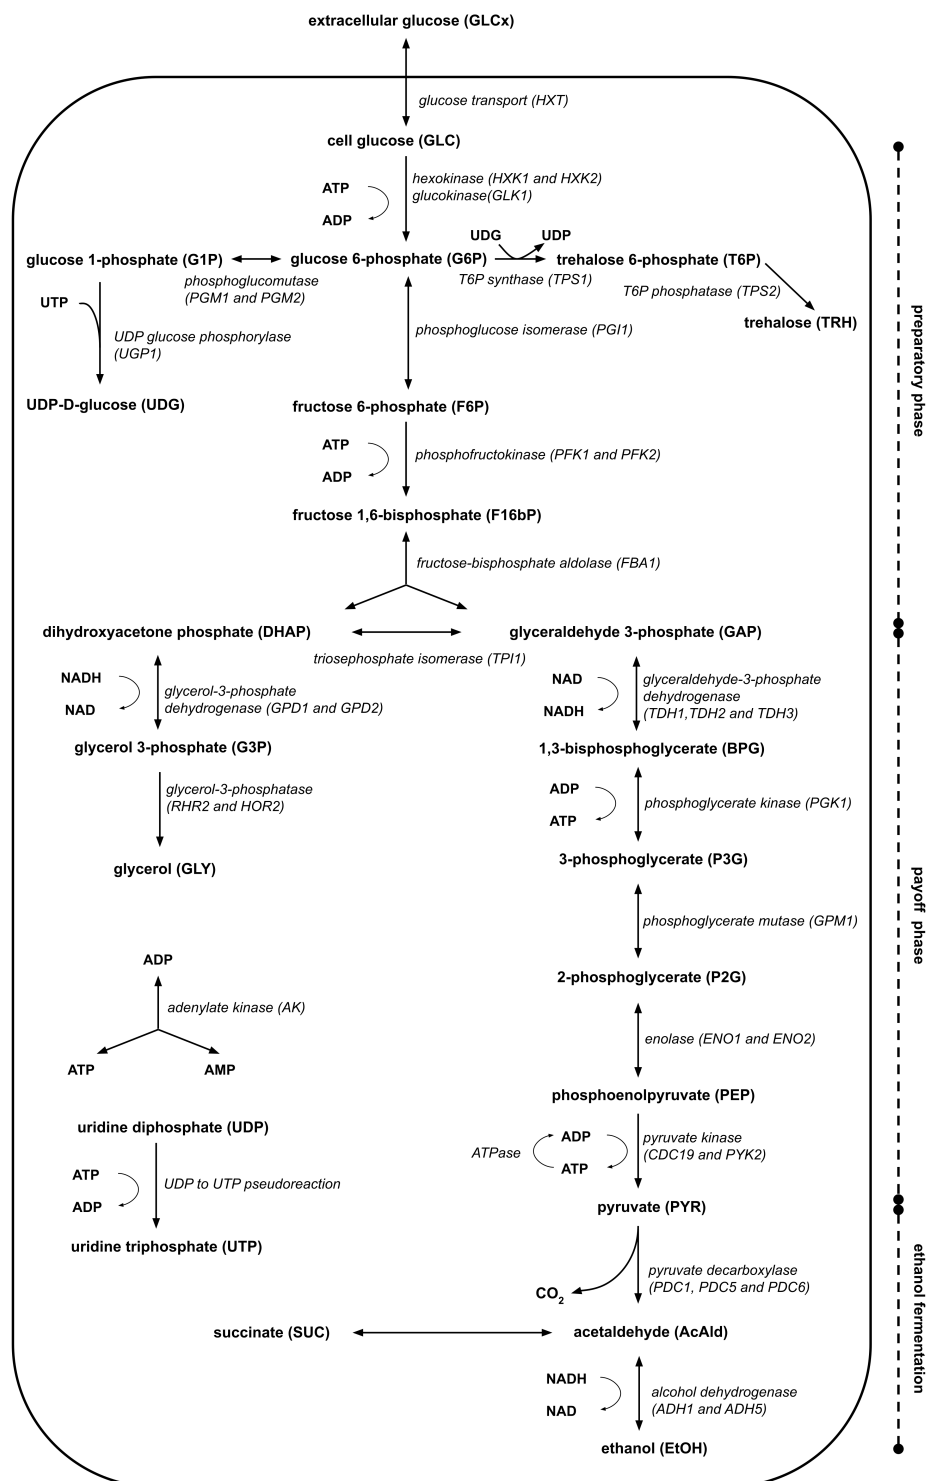 extracellular glucose (GLCx)
glucose transport (HXT)
cell glucose (GLC)
ATP
ADP
hexokinase (HXK1 and HXK2)
glucokinase(GLK1)
UDG
UDP
glucose 1-phosphate (G1P)
glucose 6-phosphate (G6P)
trehalose 6-phosphate (T6P)
phosphoglucomutase
(PGM1 and PGM2)
T6P synthase (TPS1)
T6P phosphatase (TPS2)
trehalose (TRH)
UTP
UDP glucose phosphorylase
(UGP1)
phosphoglucose isomerase (PGI1)
UDP-D-glucose (UDG)
fructose 6-phosphate (F6P)
ATP
ADP
phosphofructokinase (PFK1 and PFK2)
fructose 1,6-bisphosphate (F16bP)
fructose-bisphosphate aldolase (FBA1)
dihydroxyacetone phosphate (DHAP)
glyceraldehyde 3-phosphate (GAP)
triosephosphate isomerase (TPI1)
NADH
NAD
glycerol-3-phosphate
dehydrogenase (GPD1 and GPD2)
NAD
NADH
glyceraldehyde-3-phosphate
dehydrogenase
(TDH1,TDH2 and TDH3)
glycerol 3-phosphate (G3P)
1,3-bisphosphoglycerate (BPG)
glycerol-3-phosphatase
(RHR2 and HOR2)
ADP
ATP
phosphoglycerate kinase (PGK1)
glycerol (GLY)
3-phosphoglycerate (P3G)
phosphoglycerate mutase (GPM1)
2-phosphoglycerate (P2G)
ADP
adenylate kinase (AK)
ATP
AMP
enolase (ENO1 and ENO2)
phosphoenolpyruvate (PEP)
uridine diphosphate (UDP)
ATP
ADP
UDP to UTP pseudoreaction
uridine triphosphate (UTP)
ATPase
ADP
ATP
pyruvate kinase
(CDC19 and PYK2)
pyruvate (PYR)
CO2
pyruvate decarboxylase
(PDC1, PDC5 and PDC6)
succinate (SUC)
acetaldehyde (AcAld)
NADH
NAD
alcohol dehydrogenase
(ADH1 and ADH5)
ethanol (EtOH)
preparatory phase
payoff phase
ethanol fermentation